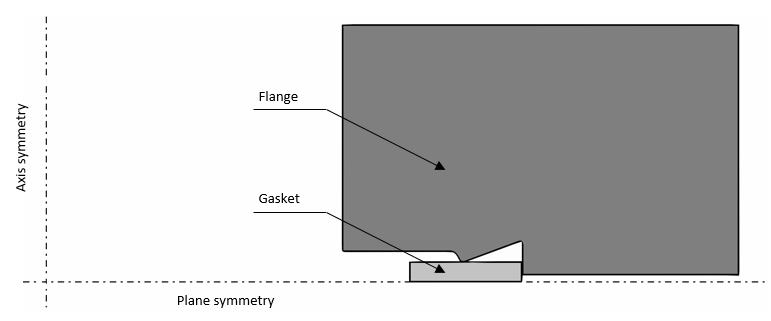 Flange
Axis symmetry
Gasket
Plane symmetry